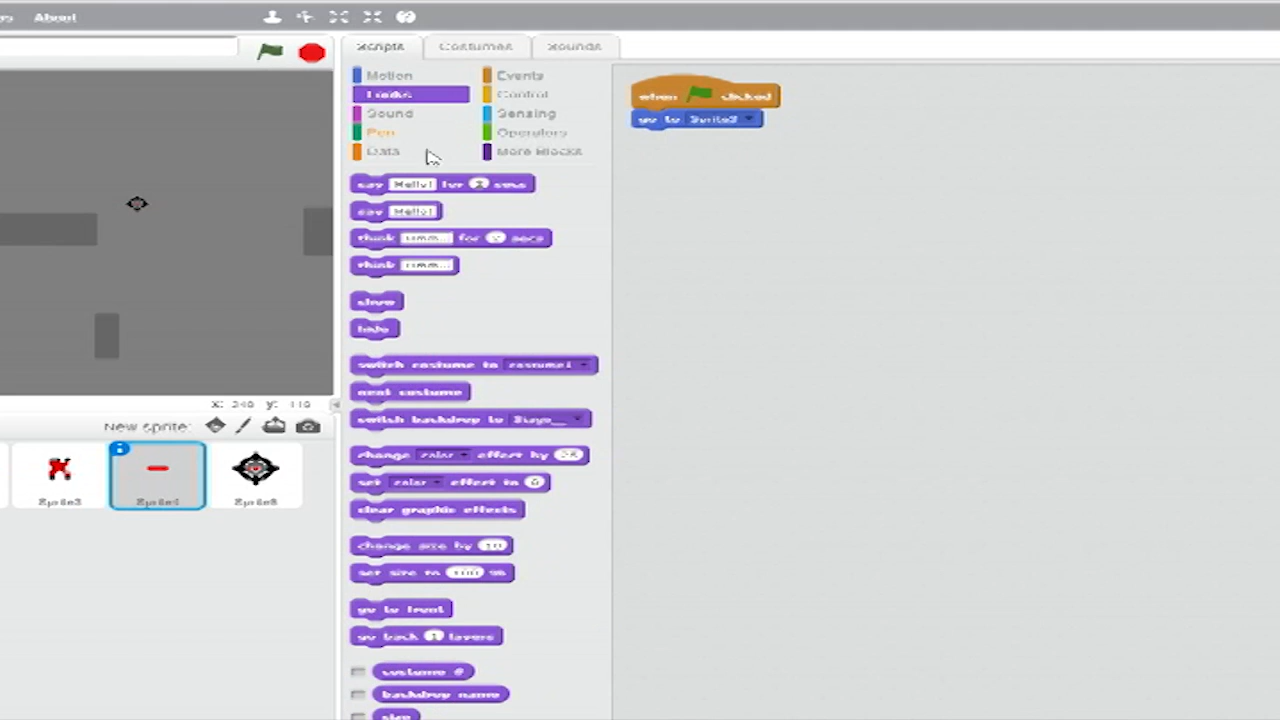 About
Scripts Costumes Sounds
when clicked
go to
Motion Events
Looks Control
Sound Sensing
Pen Operators
Data More Blocks
say Hello! for 2 secs
say Hello!
think Hmm... for 2 secs
think Hmm...
show
hide
switch costume to costume1
next costume
switch backdrop to
change color effect by 25
set color effect to 0
clear graphic effects
change size by 10
set size to 100 %
go to front
go back 1 layers
costume #
backdrop name
size
x: 240 y:
New sprite:
Sprite3